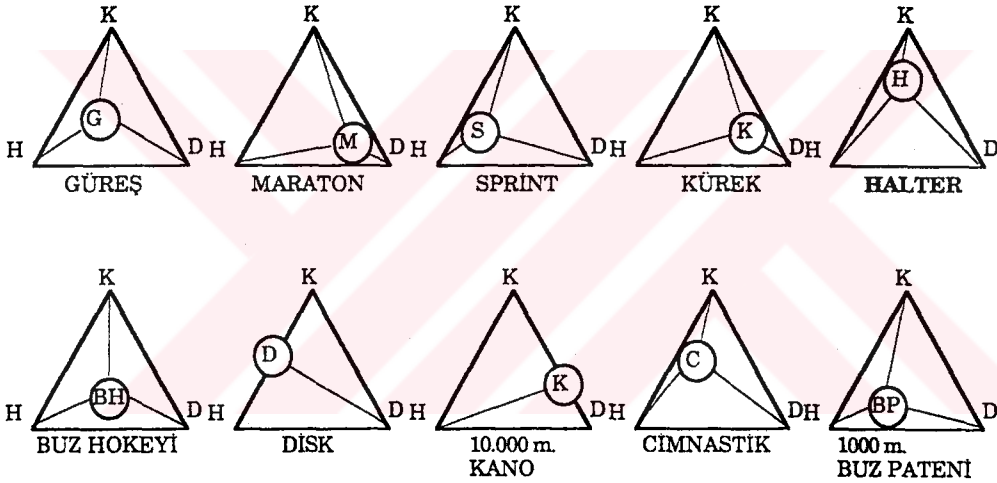 K K K K K
G M S K H
H D H D H D H D H D
GÜREŞ MARATON SPRİNT KÜREK HALTER
K K K K K
BH D K C BP
H D H D H D H D H D
BUZ HOKEYİ DİSK 10.000 m. CİMNASTİK 1000 m.
KANO BUZ PATENİ